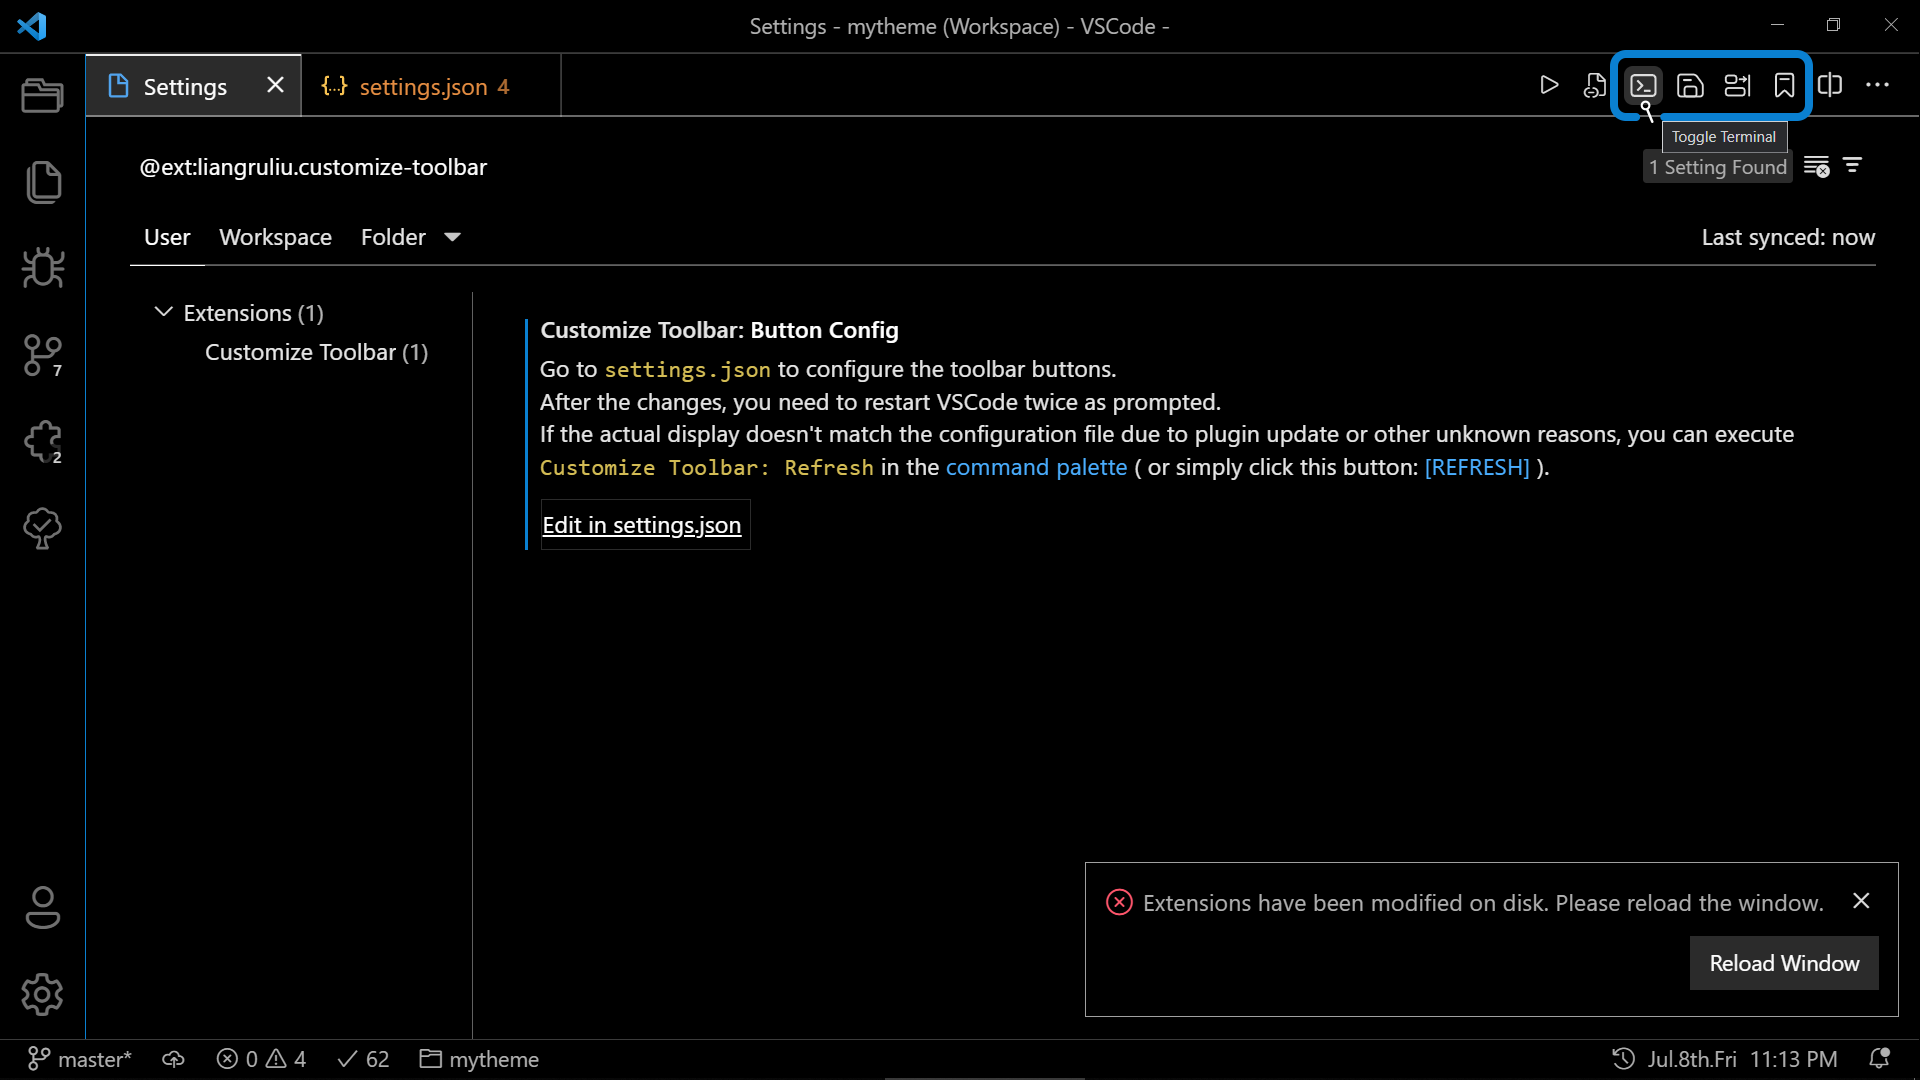 Settings - mytheme (Workspace) - VSCode -
Settings
{..} settings.json 4
Toggle Terminal
@ext:liangruliu.customize-toolbar
1 Setting Found
User Workspace Folder
Last synced: now
Extensions (1)
Customize Toolbar (1)
Customize Toolbar: Button Config
Go to settings.json to configure the toolbar buttons.
After the changes, you need to restart VSCode twice as prompted.
If the actual display doesn't match the configuration file due to plugin update or other unknown reasons, you can execute
Customize Toolbar: Refresh in the command palette ( or simply click this button: [REFRESH] ).
Edit in settings.json
7
2
Extensions have been modified on disk. Please reload the window.
Reload Window
master* 0 4 62 mytheme
Jul.8th.Fri 11:13 PM